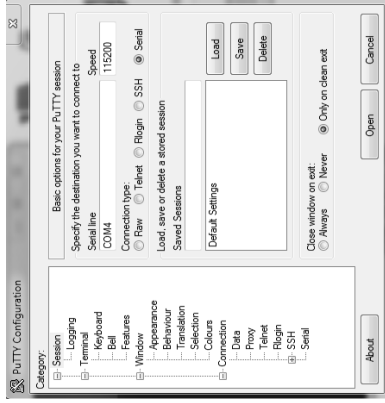 PuTTY Configuration
Category:
Session
Logging
Terminal
Keyboard
Bell
Features
Window
Appearance
Behaviour
Translation
Selection
Colours
Connection
Data
Proxy
Telnet
Rlogin
SSH
Serial
Basic options for your PuTTY session
Specify the destination you want to connect to
Serial line Speed
COM4 115200
Connection type:
Raw Telnet Rlogin SSH Serial
Load, save or delete a stored session
Saved Sessions
Default Settings
Load
Save
Delete
Close window on exit:
Always Never Only on clean exit
About Open Cancel